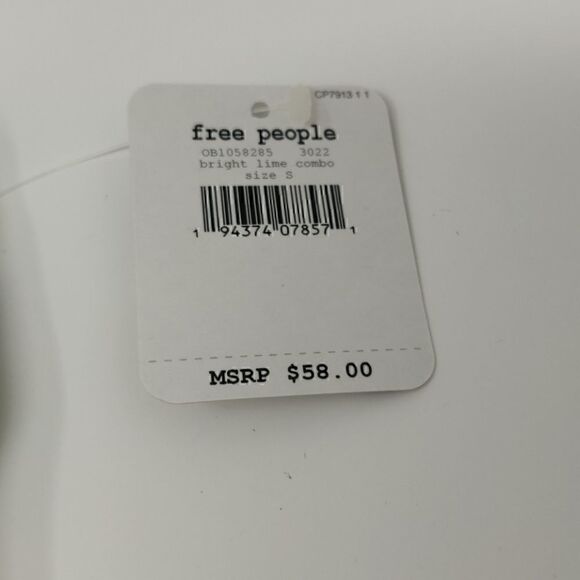 CP7913 1 1
free people
OB1058285 3022
bright lime combo
size S
1 94374 07857 1
MSRP $58.00